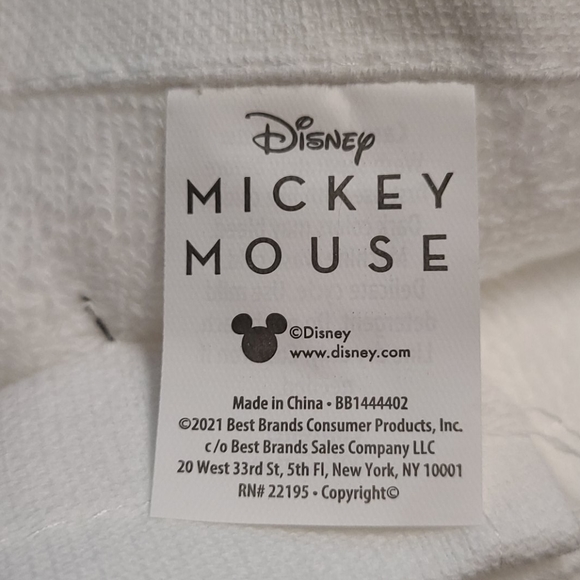 Disney
MICKEY
MOUSE
©Disney
www.disney.com
Made in China • BB1444402
©2021 Best Brands Consumer Products, Inc.
c/o Best Brands Sales Company LLC
20 West 33rd St, 5th Fl, New York, NY 10001
RN# 22195 • Copyright©